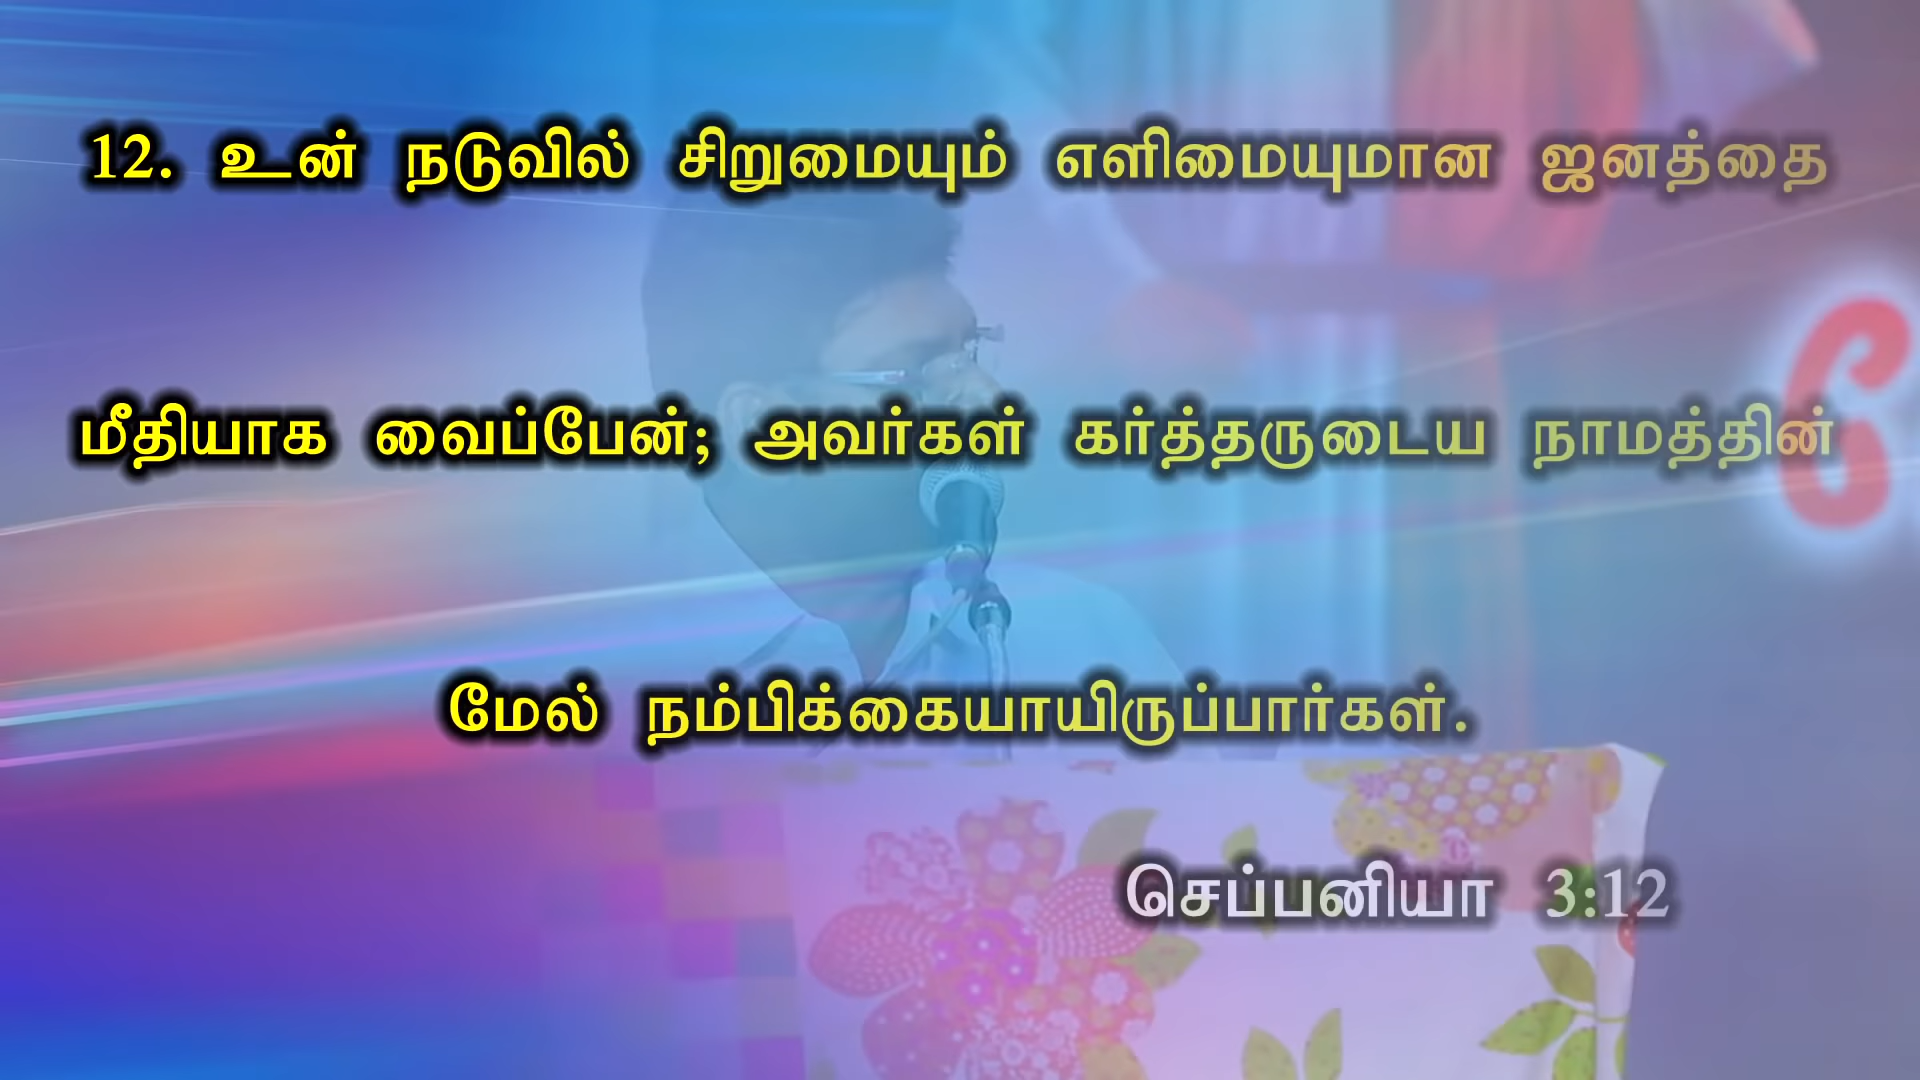 12. உன் நடுவில் சிறுமையும் எளிமையுமான ஜனத்தை
மீதியாக வைப்பேன்; அவர்கள் கர்த்தருடைய நாமத்தின்
மேல் நம்பிக்கையாயிருப்பார்கள்.
செப்பனியா 3:12